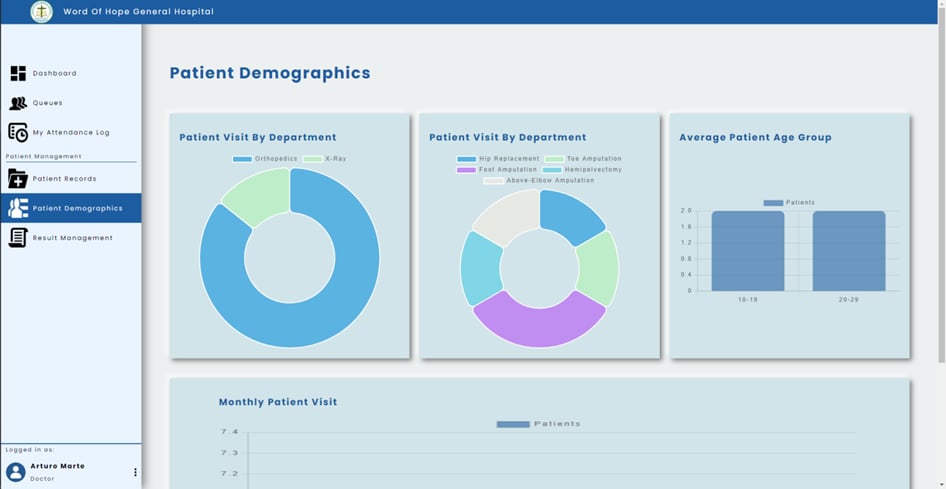 Word Of Hope General Hospital
Dashboard
Queues
My Attendance Log
Patient Management
Patient Records
Patient Demographics
Result Management
Logged in as:
Arturo Marte
Doctor
Patient Demographics
Patient Visit By Department
Orthopedics X-Ray
Patient Visit By Department
Hip Replacement Toe Amputation
Foot Amputation Hemipelvectomy
Above-Elbow Amputation
Average Patient Age Group
Patients
2.0
1.6
1.2
0.8
0.4
0
10-19 20-29
Monthly Patient Visit
Patients
7.4
7.3
7.2